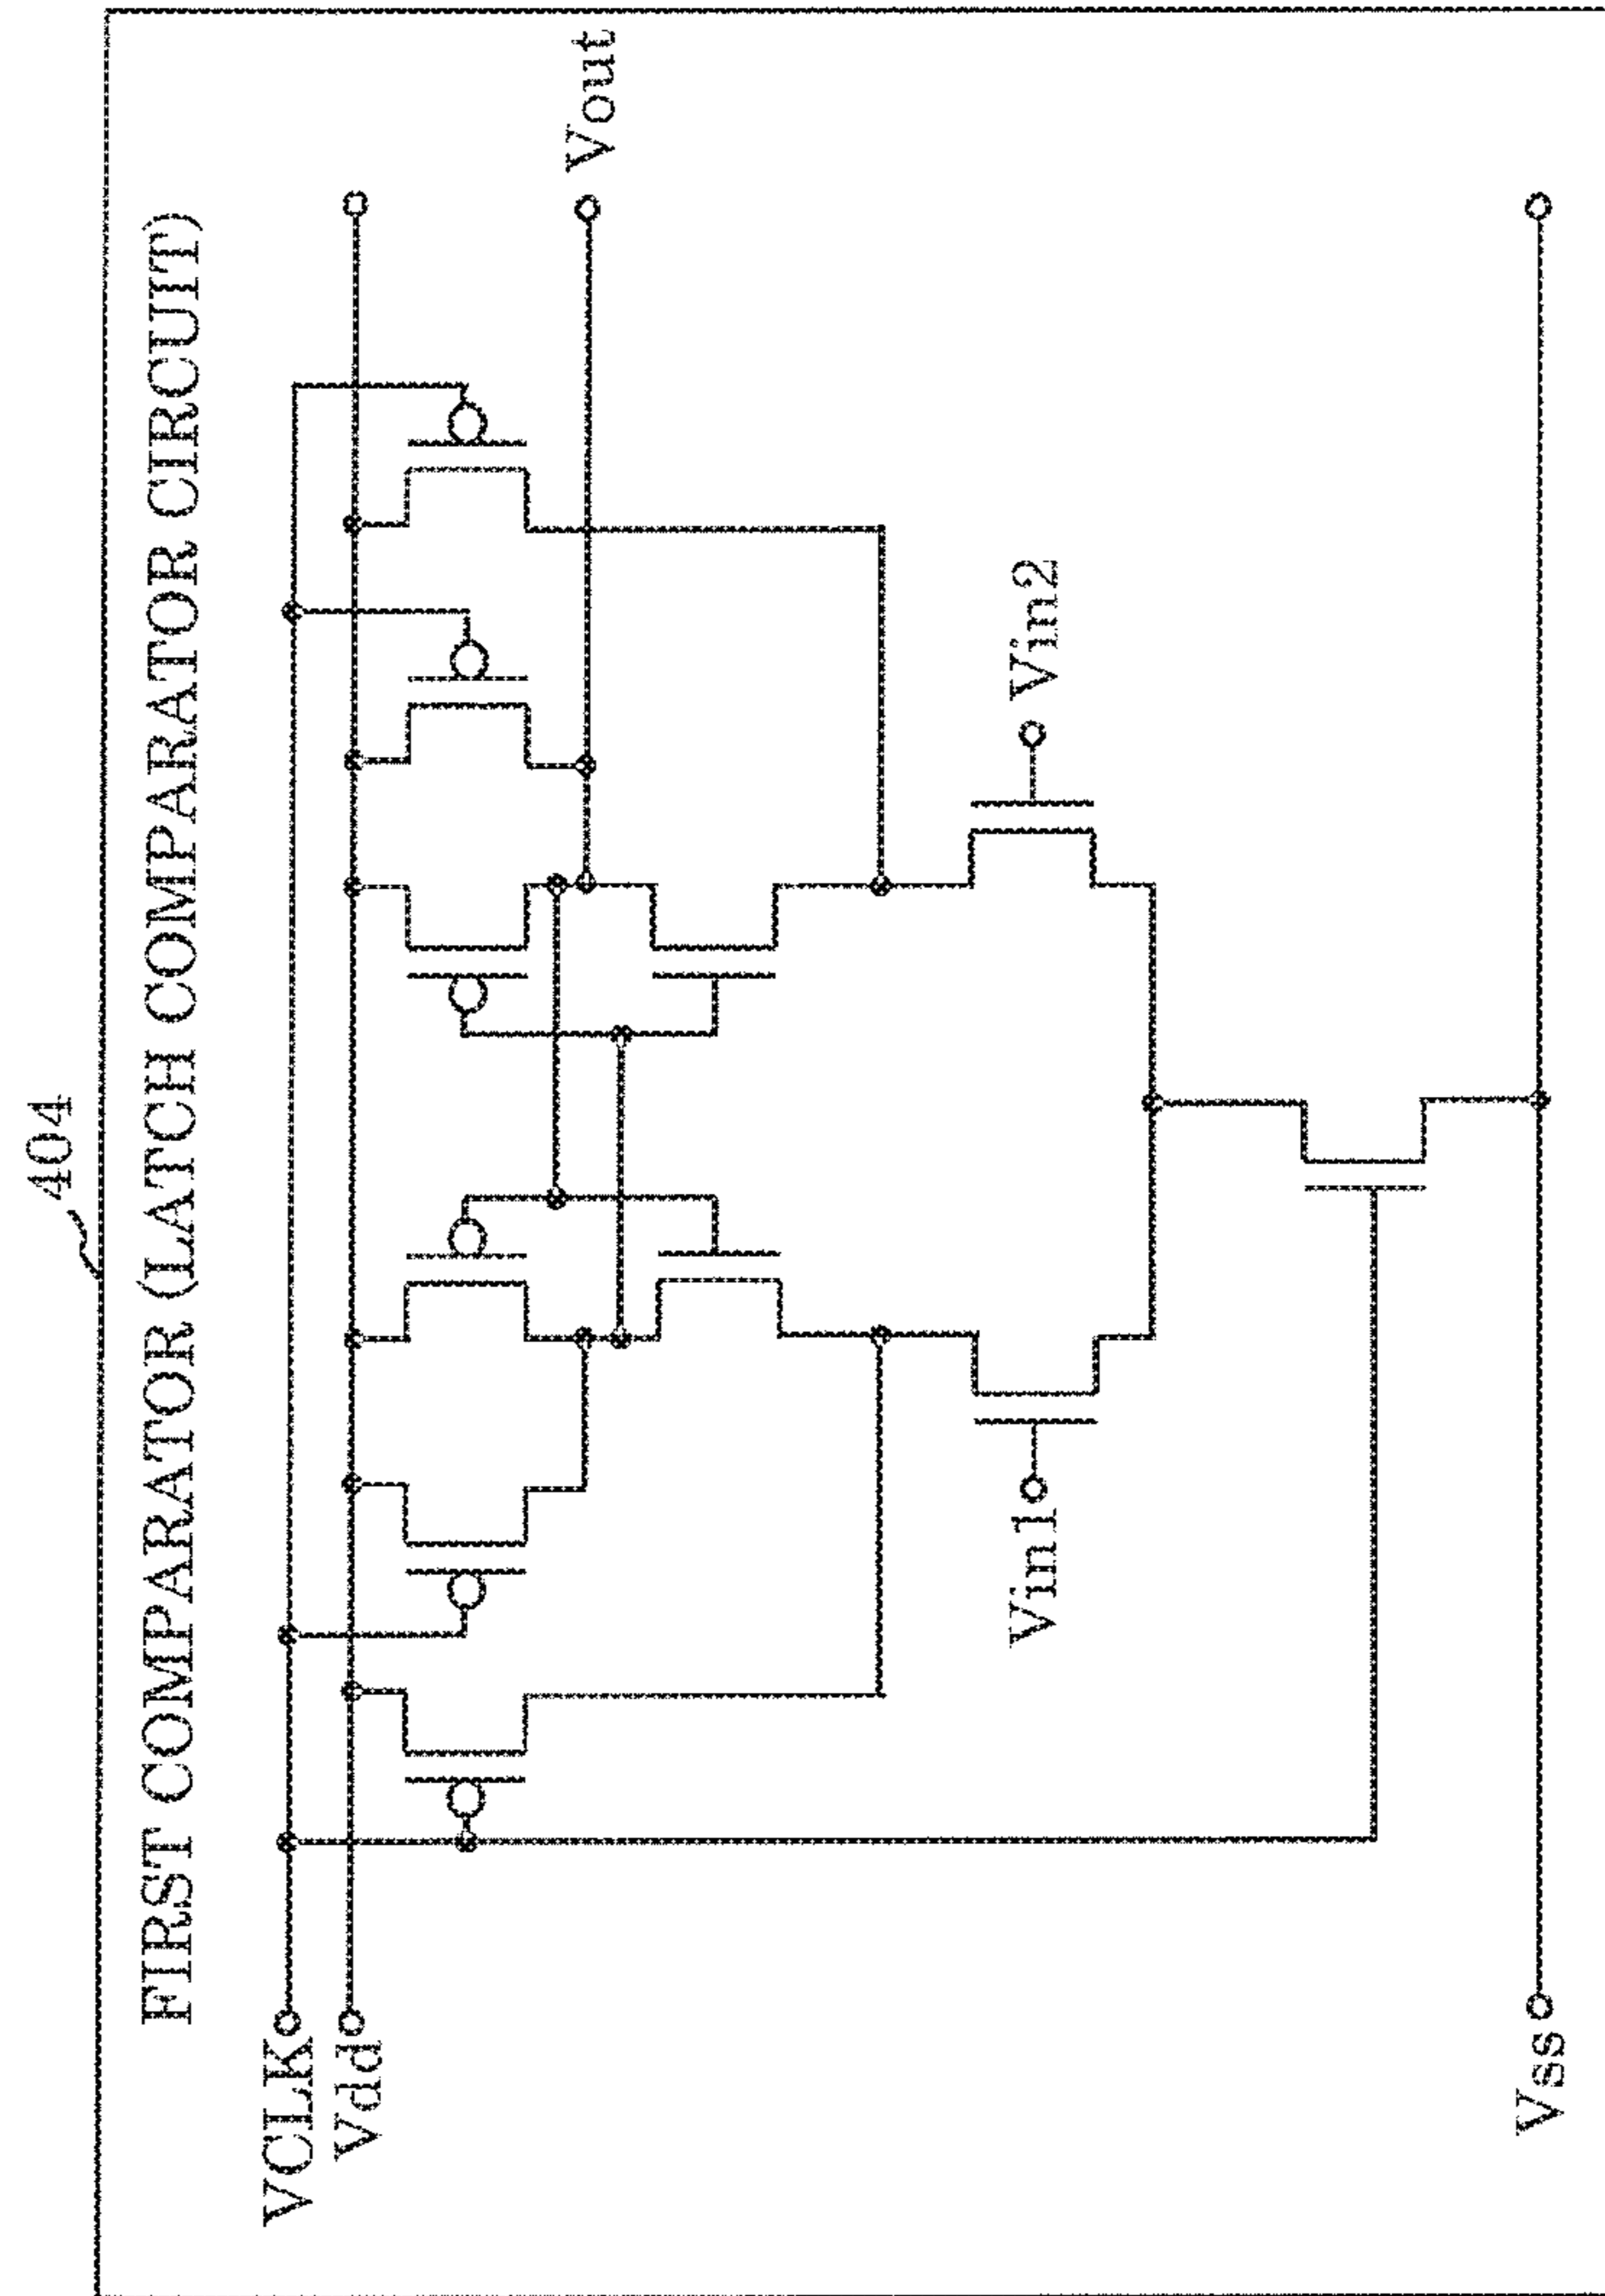 404
FIRST COMPARATOR (LATCH COMPARATOR CIRCUIT)
VCLK
Vdd
Vout
Vin1
Vin2
Vss